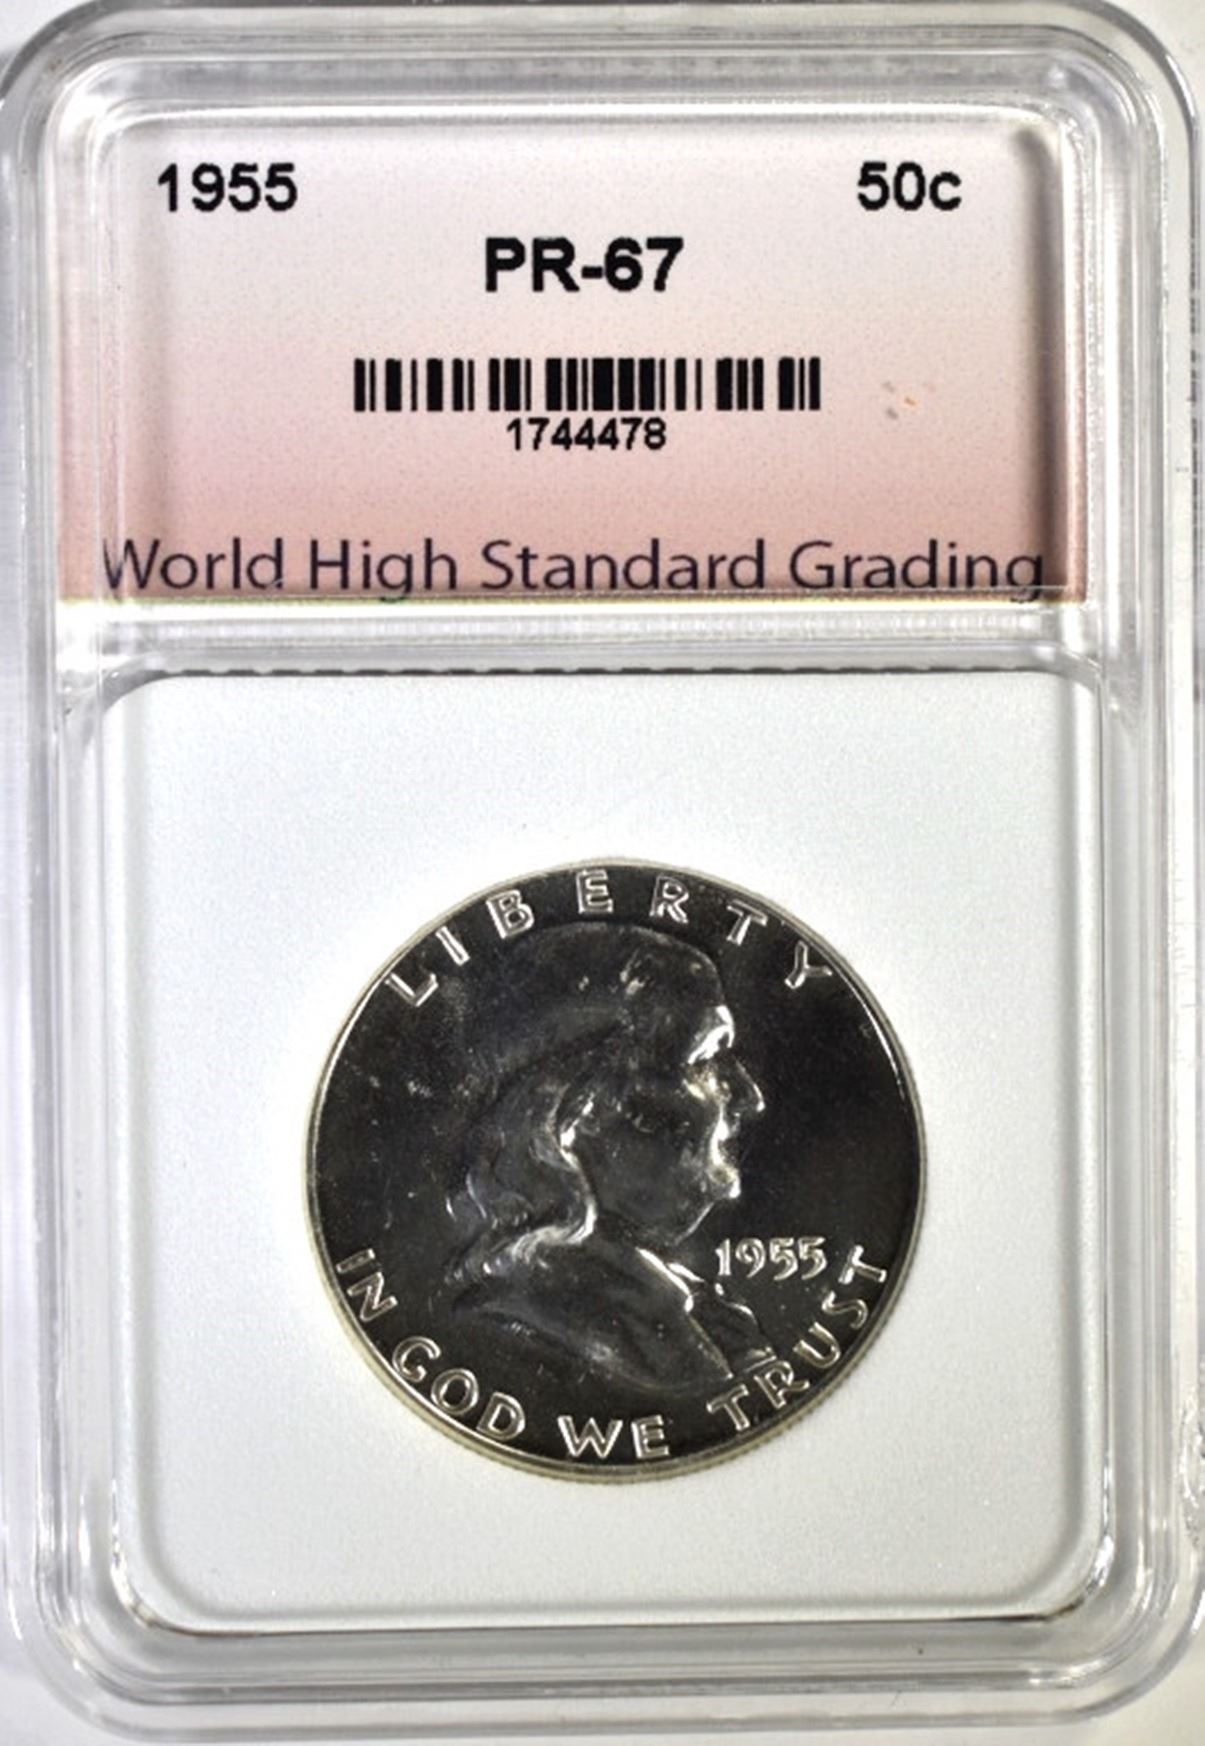 1955 50c
PR-67
1744478
World High Standard Grading
LIBERTY
1955
IN GOD WE TRUST